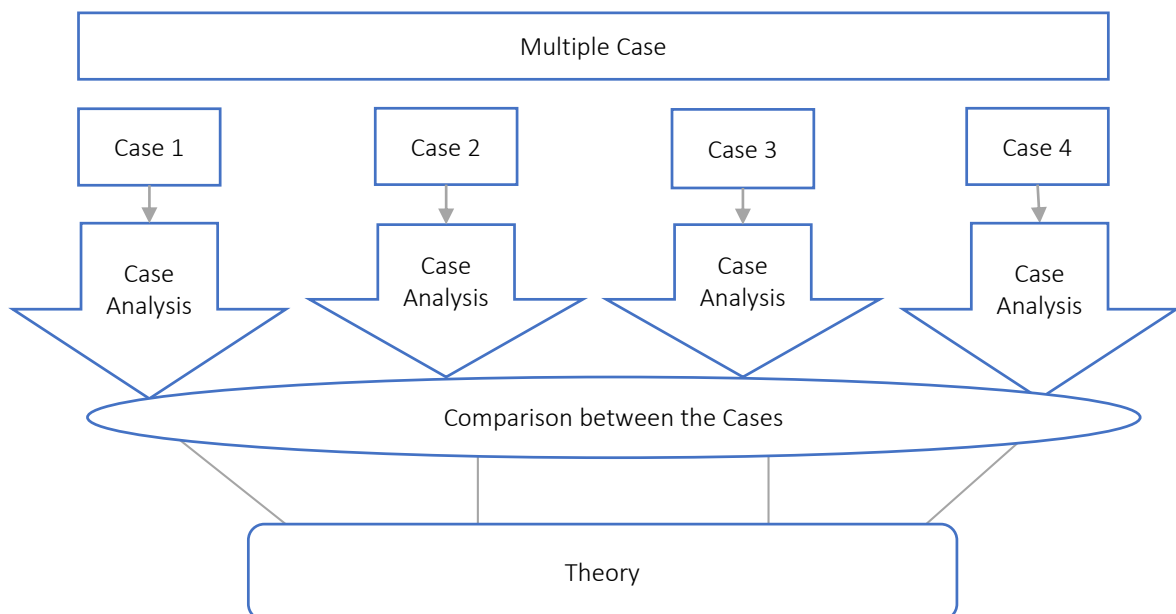 Multiple Case
Case 1
Case 2
Case 3
Case 4
Case
Analysis
Case
Analysis
Case
Analysis
Case
Analysis
Comparison between the Cases
Theory